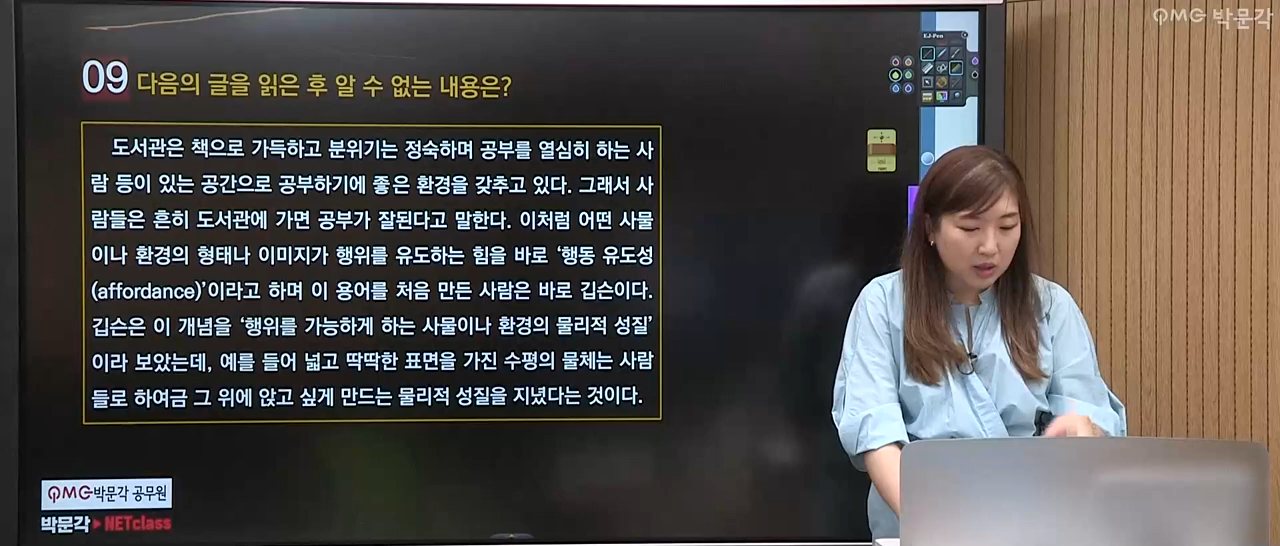 QMG 박문각
EJ-Pen
09 다음의 글을 읽은 후 알 수 없는 내용은?
도서관은 책으로 가득하고 분위기는 정숙하며 공부를 열심히 하는 사
람 등이 있는 공간으로 공부하기에 좋은 환경을 갖추고 있다. 그래서 사
람들은 흔히 도서관에 가면 공부가 잘된다고 말한다. 이처럼 어떤 사물
이나 환경의 형태나 이미지가 행위를 유도하는 힘을 바로 ‘행동 유도성
(affordance)’이라고 하며 이 용어를 처음 만든 사람은 바로 깁슨이다.
깁슨은 이 개념을 ‘행위를 가능하게 하는 사물이나 환경의 물리적 성질’
이라 보았는데, 예를 들어 넓고 딱딱한 표면을 가진 수평의 물체는 사람
들로 하여금 그 위에 앉고 싶게 만드는 물리적 성질을 지녔다는 것이다.
QMG박문각 공무원
박문각 NETclass